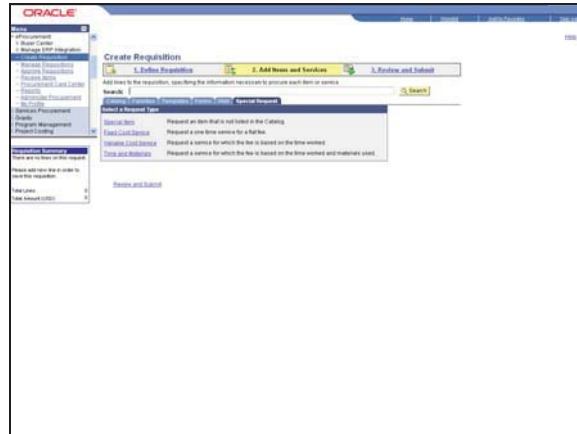 ORACLE
Home
Worklist
Add to Favorites
Sign out
Menu
eProcurement
Buyer Center
Manage ERP Integration
Create Requisition
Manage Requisitions
Approve Requisitions
Receive Items
Procurement Card Center
Reports
Administer Procurement
My Profile
Services Procurement
Grants
Program Management
Project Costing
Help
Create Requisition
1. Define Requisition
2. Add Items and Services
3. Review and Submit
Add lines to the requisition, specifying the information necessary to procure each item or service.
Search:
Search
Catalog
Favorites
Templates
Forms
Web
Special Request
Select a Request Type
Special Item
Request an item that is not listed in the Catalog.
Fixed Cost Service
Request a one time service for a flat fee.
Variable Cost Service
Request a service for which the fee is based on the time worked.
Time and Materials
Request a service for which the fee is based on the time worked and materials used.
Review and Submit
Requisition Summary
There are no lines on this request.
Please add new line in order to save this requisition.
Total Lines 0
Total Amount (USD) 0